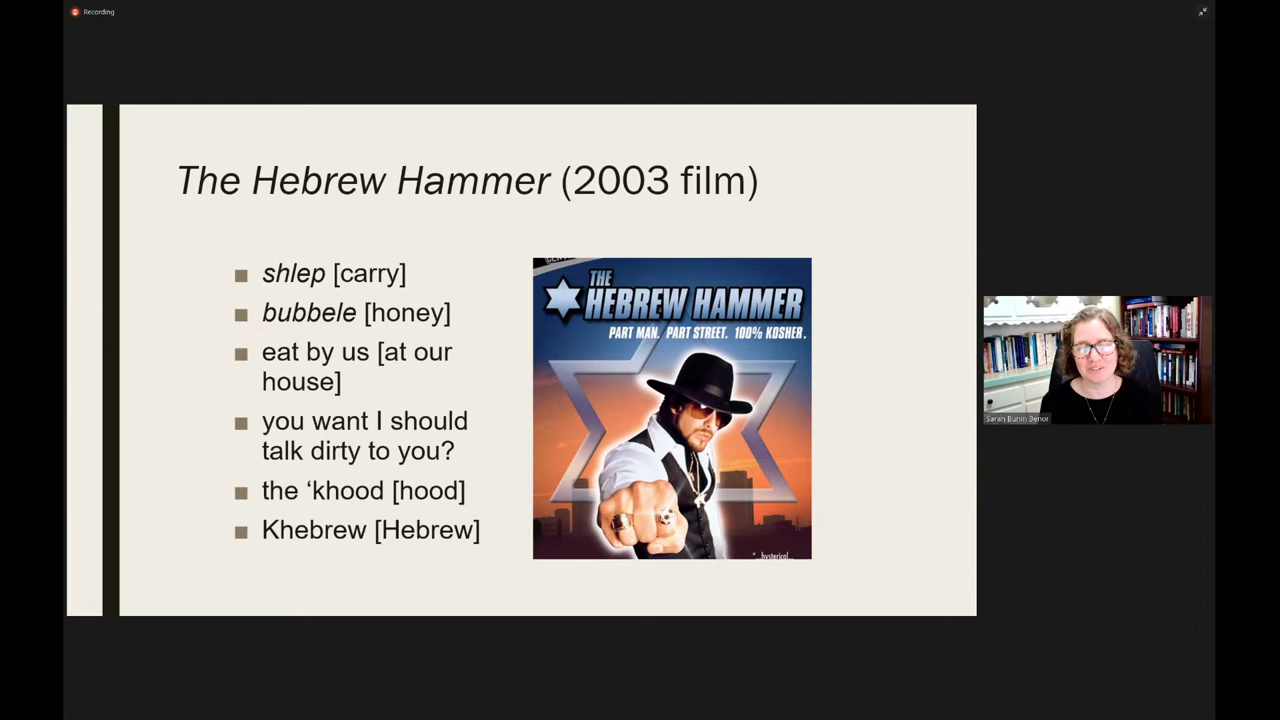 Recording
The Hebrew Hammer (2003 film)
■ shlep [carry]
■ bubbele [honey]
■ eat by us [at our
house]
■ you want I should
talk dirty to you?
■ the ‘khood [hood]
■ Khebrew [Hebrew]
THE
HEBREW HAMMER
PART MAN. PART STREET. 100% KOSHER.
"...hysterical...
Sarah Bunin Benor